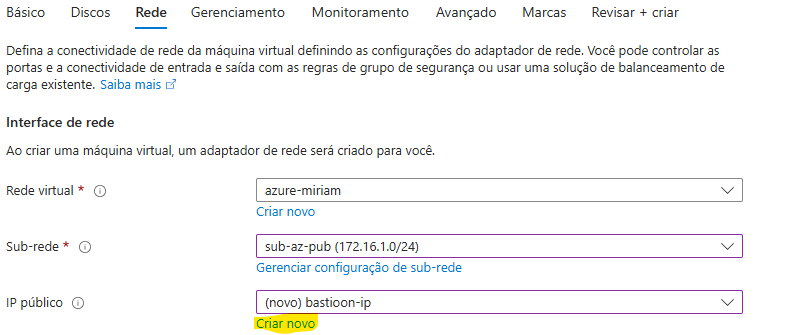 Básico Discos Rede Gerenciamento Monitoramento Avançado Marcas Revisar + criar
Defina a conectividade de rede da máquina virtual definindo as configurações do adaptador de rede. Você pode controlar as
portas e a conectividade de entrada e saída com as regras de grupo de segurança ou usar uma solução de balanceamento de
carga existente. Saiba mais
Interface de rede
Ao criar uma máquina virtual, um adaptador de rede será criado para você.
Rede virtual * azure-miriam
Criar novo
Sub-rede * sub-az-pub (172.16.1.0/24)
Gerenciar configuração de sub-rede
IP público (novo) bastioon-ip
Criar novo